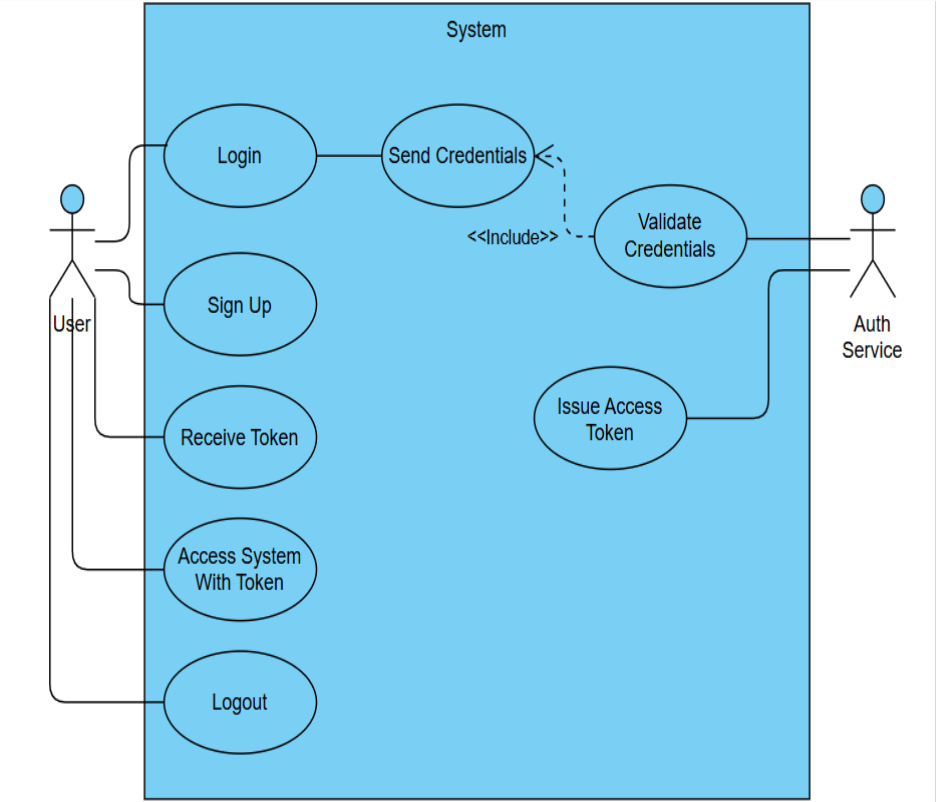 System
Login
Send Credentials
Validate
Credentials
<<Include>>
Sign Up
User
Auth
Service
Issue Access
Token
Receive Token
Access System
With Token
Logout